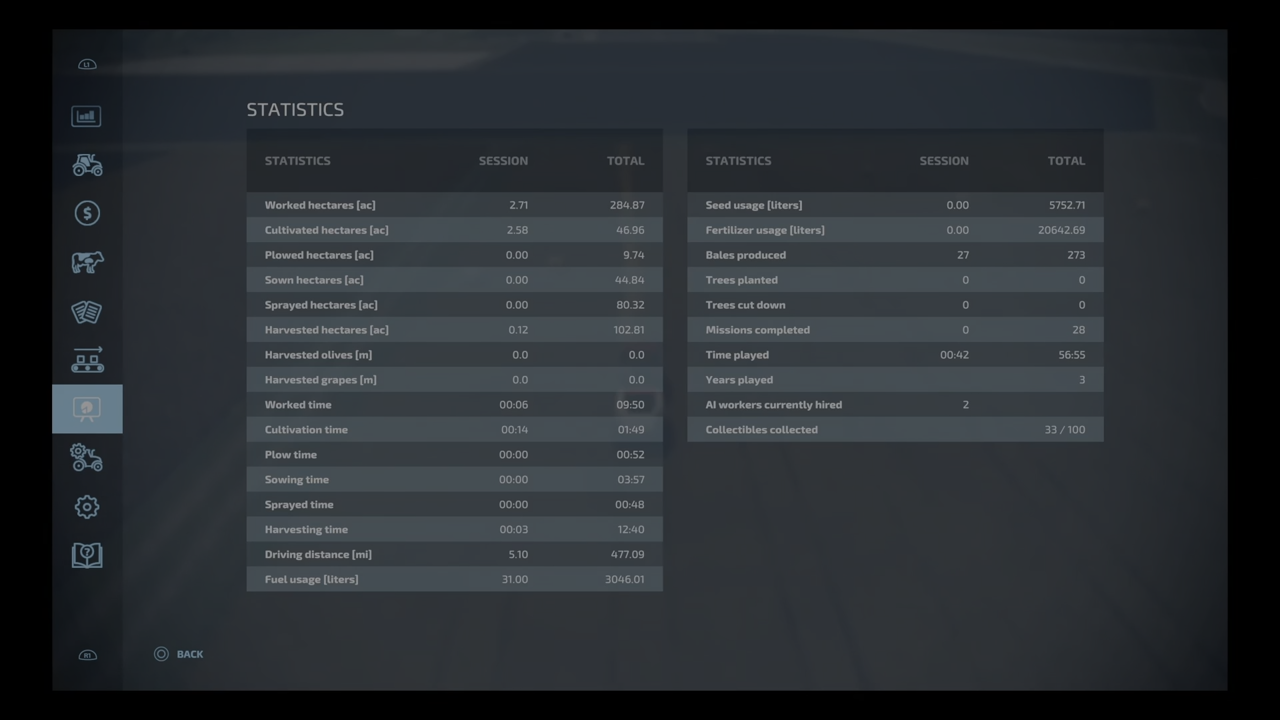 L1
STATISTICS
STATISTICS SESSION TOTAL
Worked hectares [ac] 2.71 284.87
Cultivated hectares [ac] 2.58 46.96
Plowed hectares [ac] 0.00 9.74
Sown hectares [ac] 0.00 44.84
Sprayed hectares [ac] 0.00 80.32
Harvested hectares [ac] 0.12 102.81
Harvested olives [m] 0.0 0.0
Harvested grapes [m] 0.0 0.0
Worked time 00:06 09:50
Cultivation time 00:14 01:49
Plow time 00:00 00:52
Sowing time 00:00 03:57
Sprayed time 00:00 00:48
Harvesting time 00:03 12:40
Driving distance [mi] 5.10 477.09
Fuel usage [liters] 31.00 3046.01
STATISTICS SESSION TOTAL
Seed usage [liters] 0.00 5752.71
Fertilizer usage [liters] 0.00 20642.69
Bales produced 27 273
Trees planted 0 0
Trees cut down 0 0
Missions completed 0 28
Time played 00:42 56:55
Years played 3
AI workers currently hired 2
Collectibles collected 33 / 100
R1
BACK